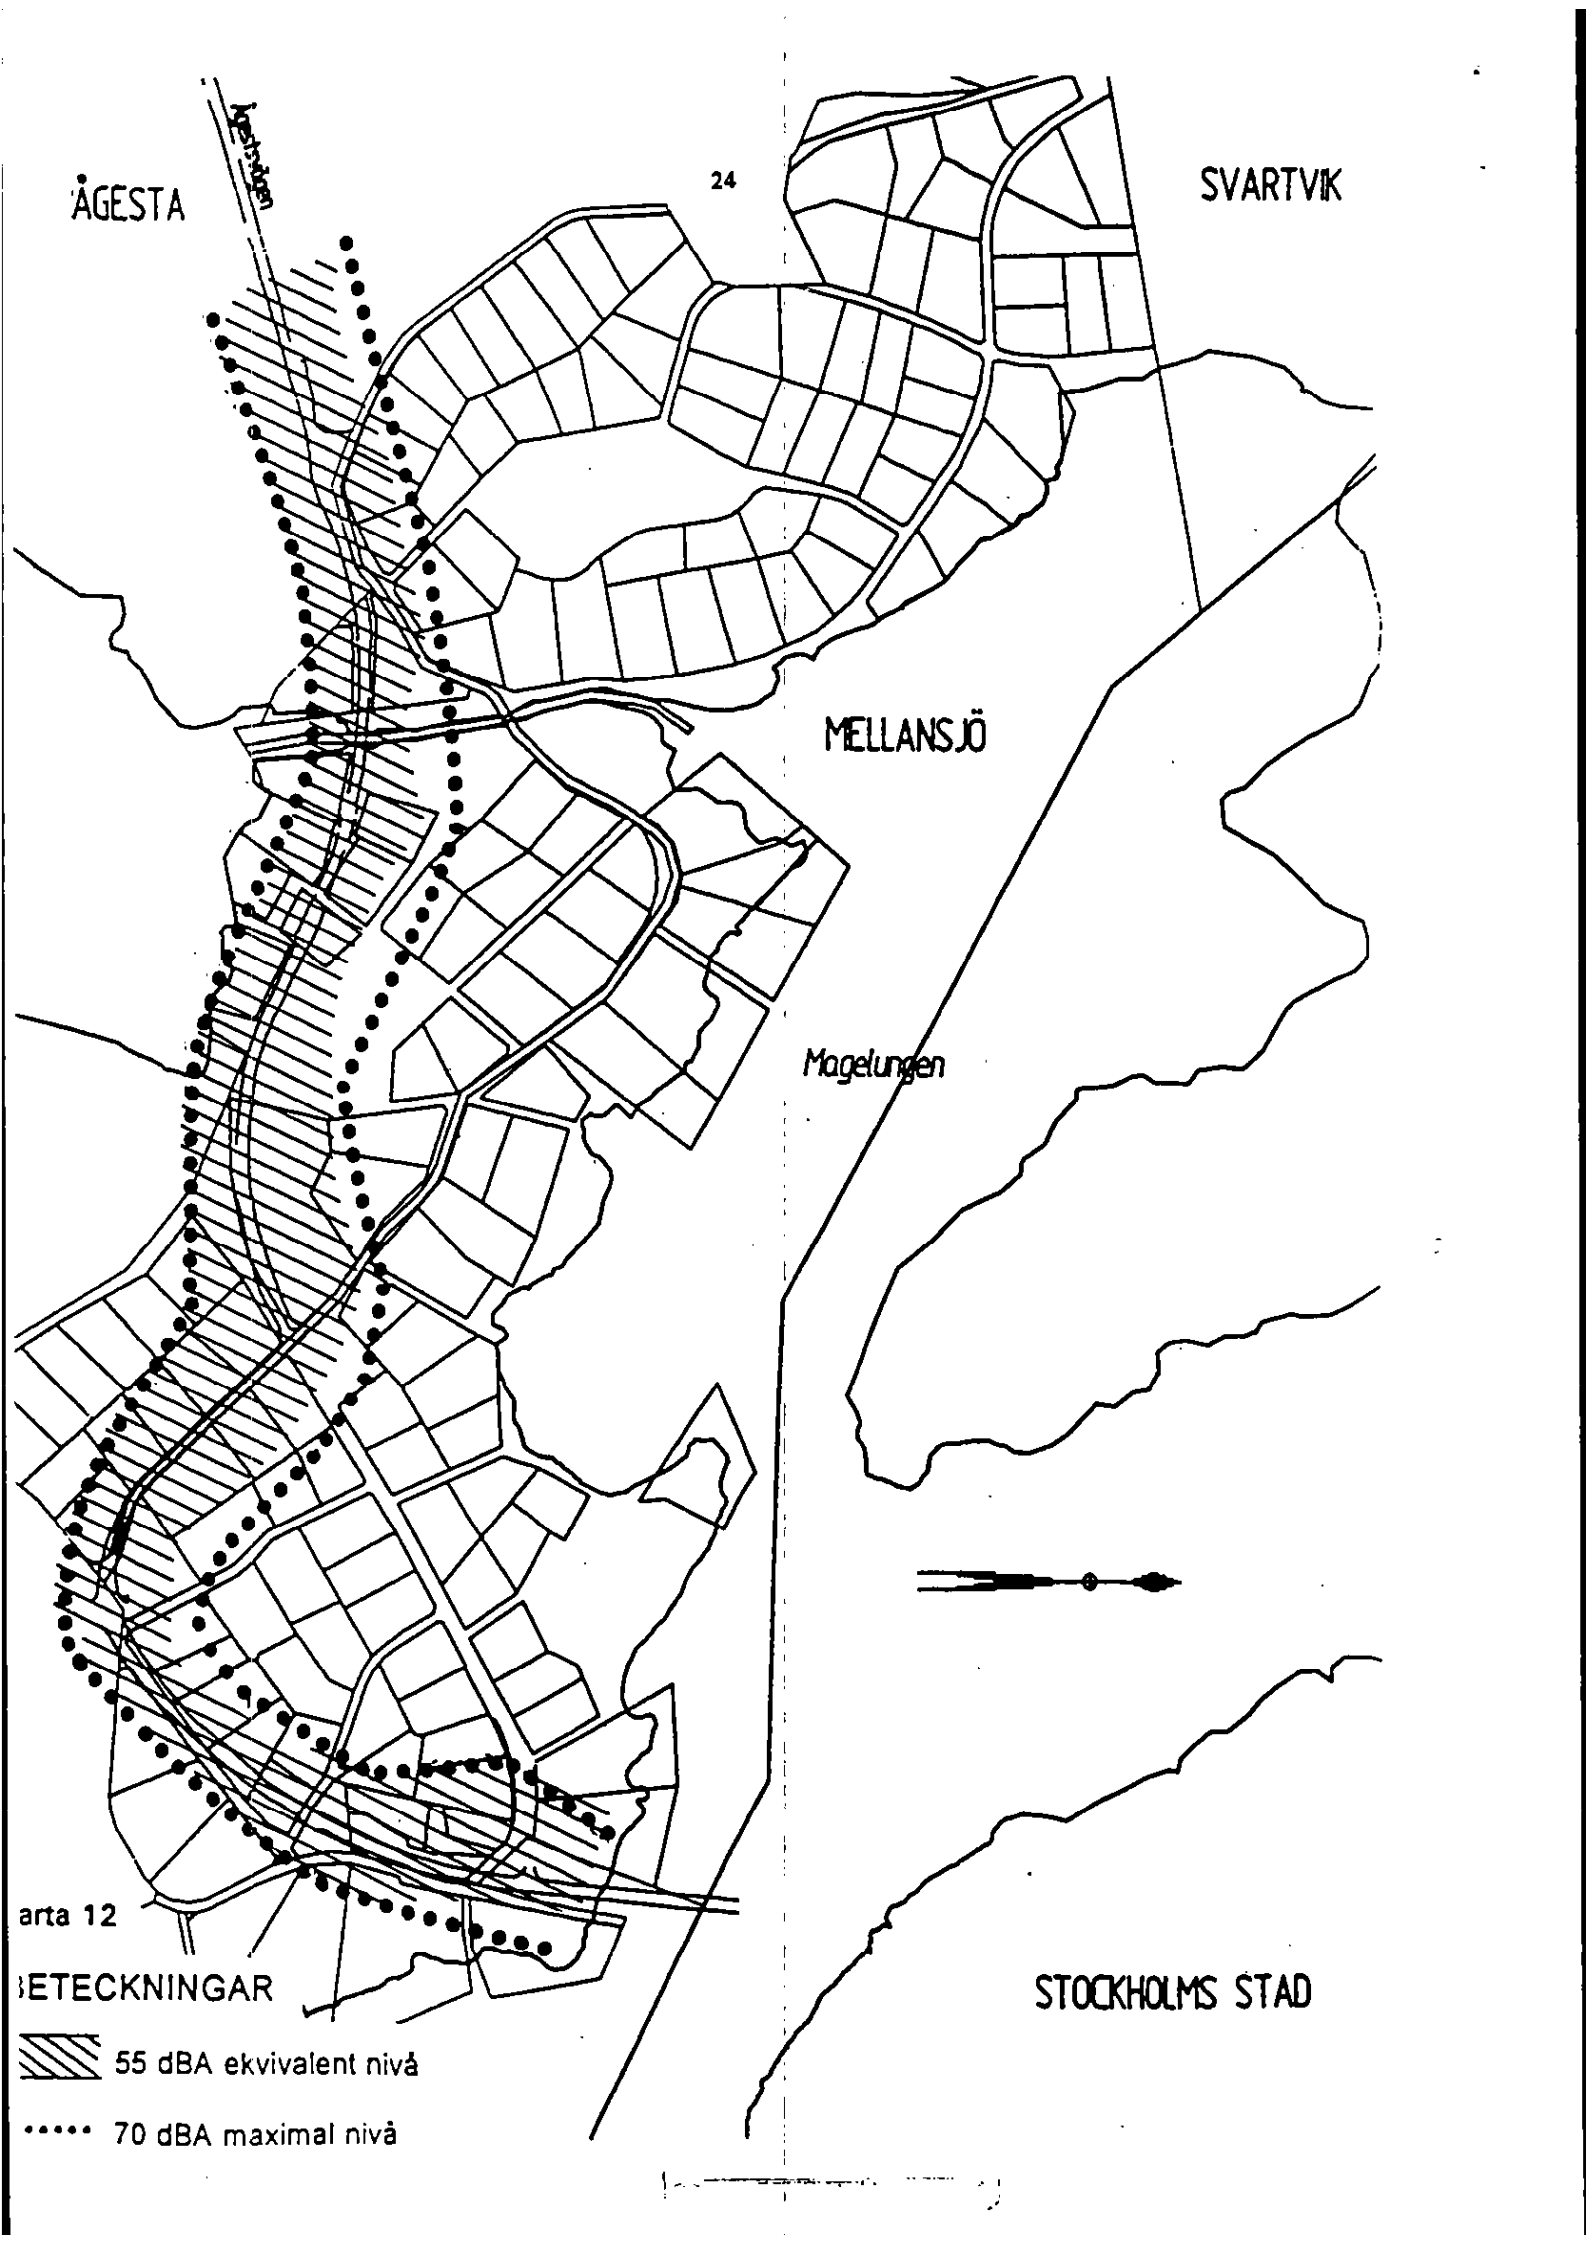 Ågestavägen
ÅGESTA
24
SVARTVIK
MELLANSJÖ
Magelungen
arta 12
ETECKNINGAR
STOCKHOLMS STAD
55 dBA ekvivalent nivå
70 dBA maximal nivå